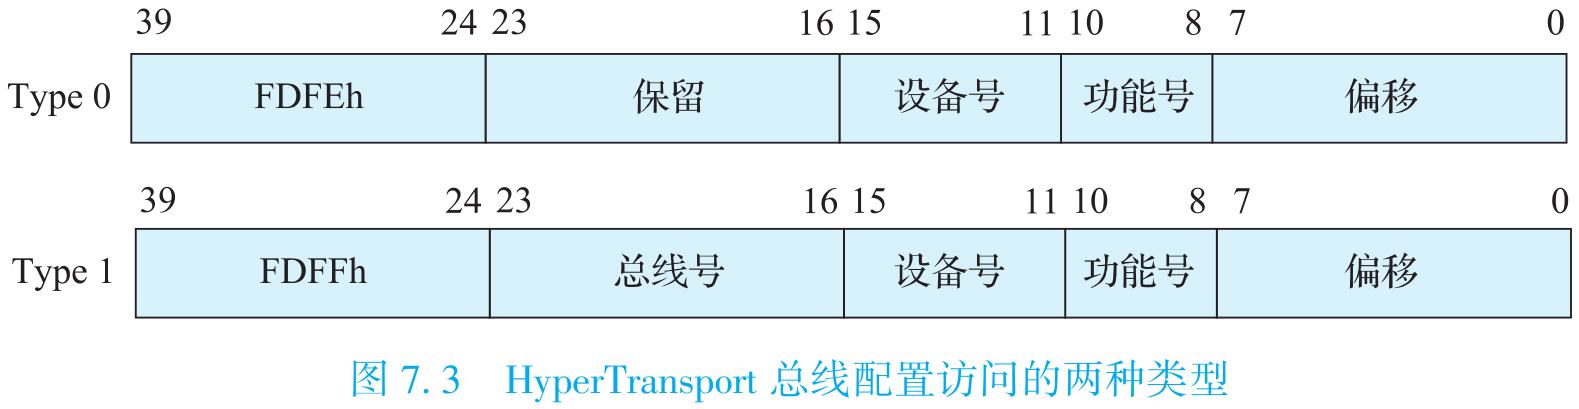 39 24 23 16 15 11 10 8 7 0
Type 0 FDFEh 保留 设备号 功能号 偏移
39 24 23 16 15 11 10 8 7 0
Type 1 FDFFh 总线号 设备号 功能号 偏移
图 7.3 HyperTransport 总线配置访问的两种类型